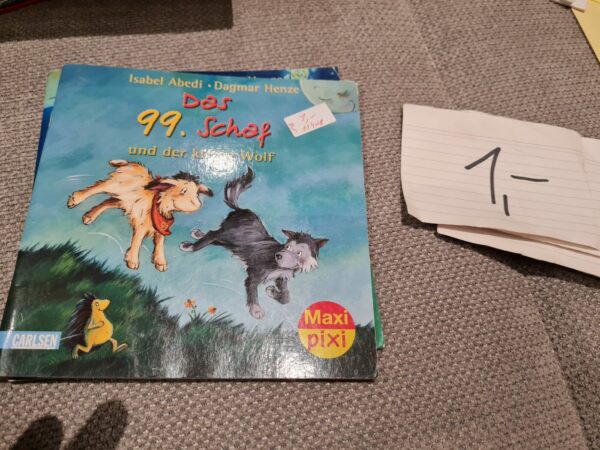 Isabel Abedi • Dagmar Henze
Das
99. Schaf
und der Wolf
CARLSEN
Maxi
pixi
1,-